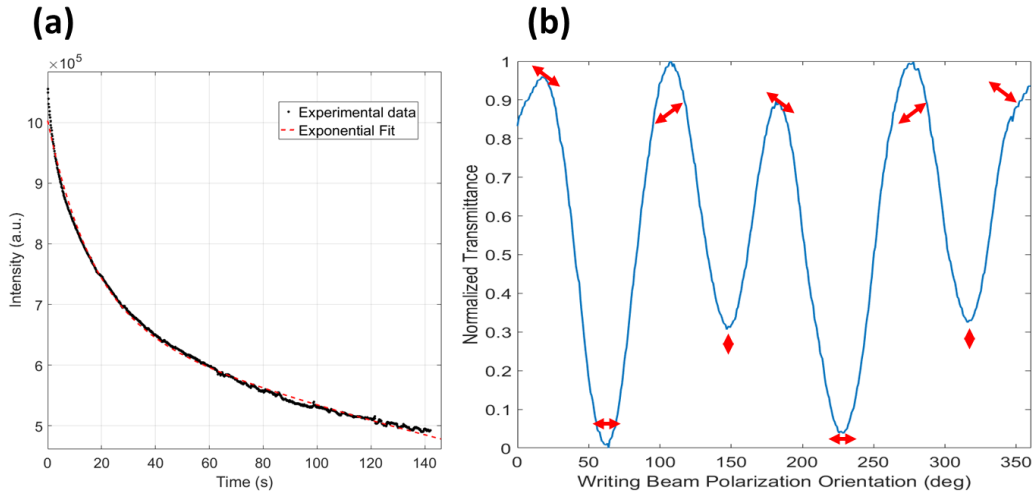 (a)
×10⁵
10
9
8
7
6
5
Intensity (a.u.)
Experimental data
Exponential Fit
0 20 40 60 80 100 120 140
Time (s)
(b)
1
0.9
0.8
0.7
0.6
0.5
0.4
0.3
0.2
0.1
0
Normalized Transmittance
0 50 100 150 200 250 300 350
Writing Beam Polarization Orientation (deg)